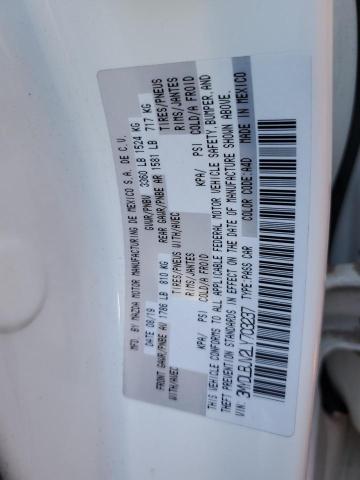 MFD. BY MAZDA MOTOR MANUFACTURING DE MEXICO S.A. DE C.V.
DATE 08/19 GVWR/PNBV 3360 LB 1524 KG
FRONT GAWR/PNBE AV 1786 LB 810 KG REAR GAWR/PNBE AR 1581 LB 717 KG
WITH/AVEC TIRES/PNEUS WITH/AVEC TIRES/PNEUS
RIMS/JANTES RIMS/JANTES
KPA/ PSI COLD/A FROID KPA/ PSI COLD/A FROID
THIS VEHICLE CONFORMS TO ALL APPLICABLE FEDERAL MOTOR VEHICLE SAFETY, BUMPER, AND
THEFT PREVENTION STANDARDS IN EFFECT ON THE DATE OF MANUFACTURE SHOWN ABOVE.
TYPE:PASS CAR COLOR CODE:A4D MADE IN MEXICO